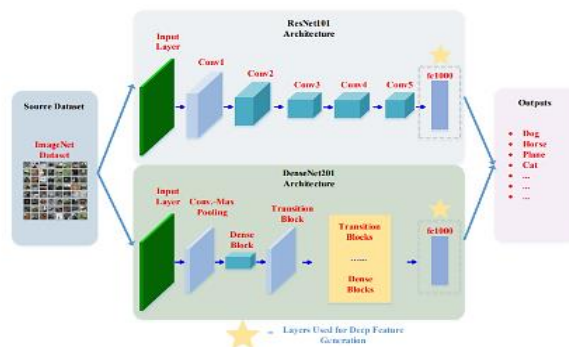 ResNet101
Architecture
Input
Layer
Conv1
Conv2
Conv3
Conv4
Conv5
fc1000
Source Dataset
ImageNet
Dataset
Outputs
Dog
Horse
Plane
Cat
...
...
...
DenseNet201
Architecture
Input
Layer
Conv.-Max
Pooling
Dense
Block
Transition
Block
Transition
Blocks
......
Dense
Blocks
fc1000
= Layers Used for Deep Feature
Generation